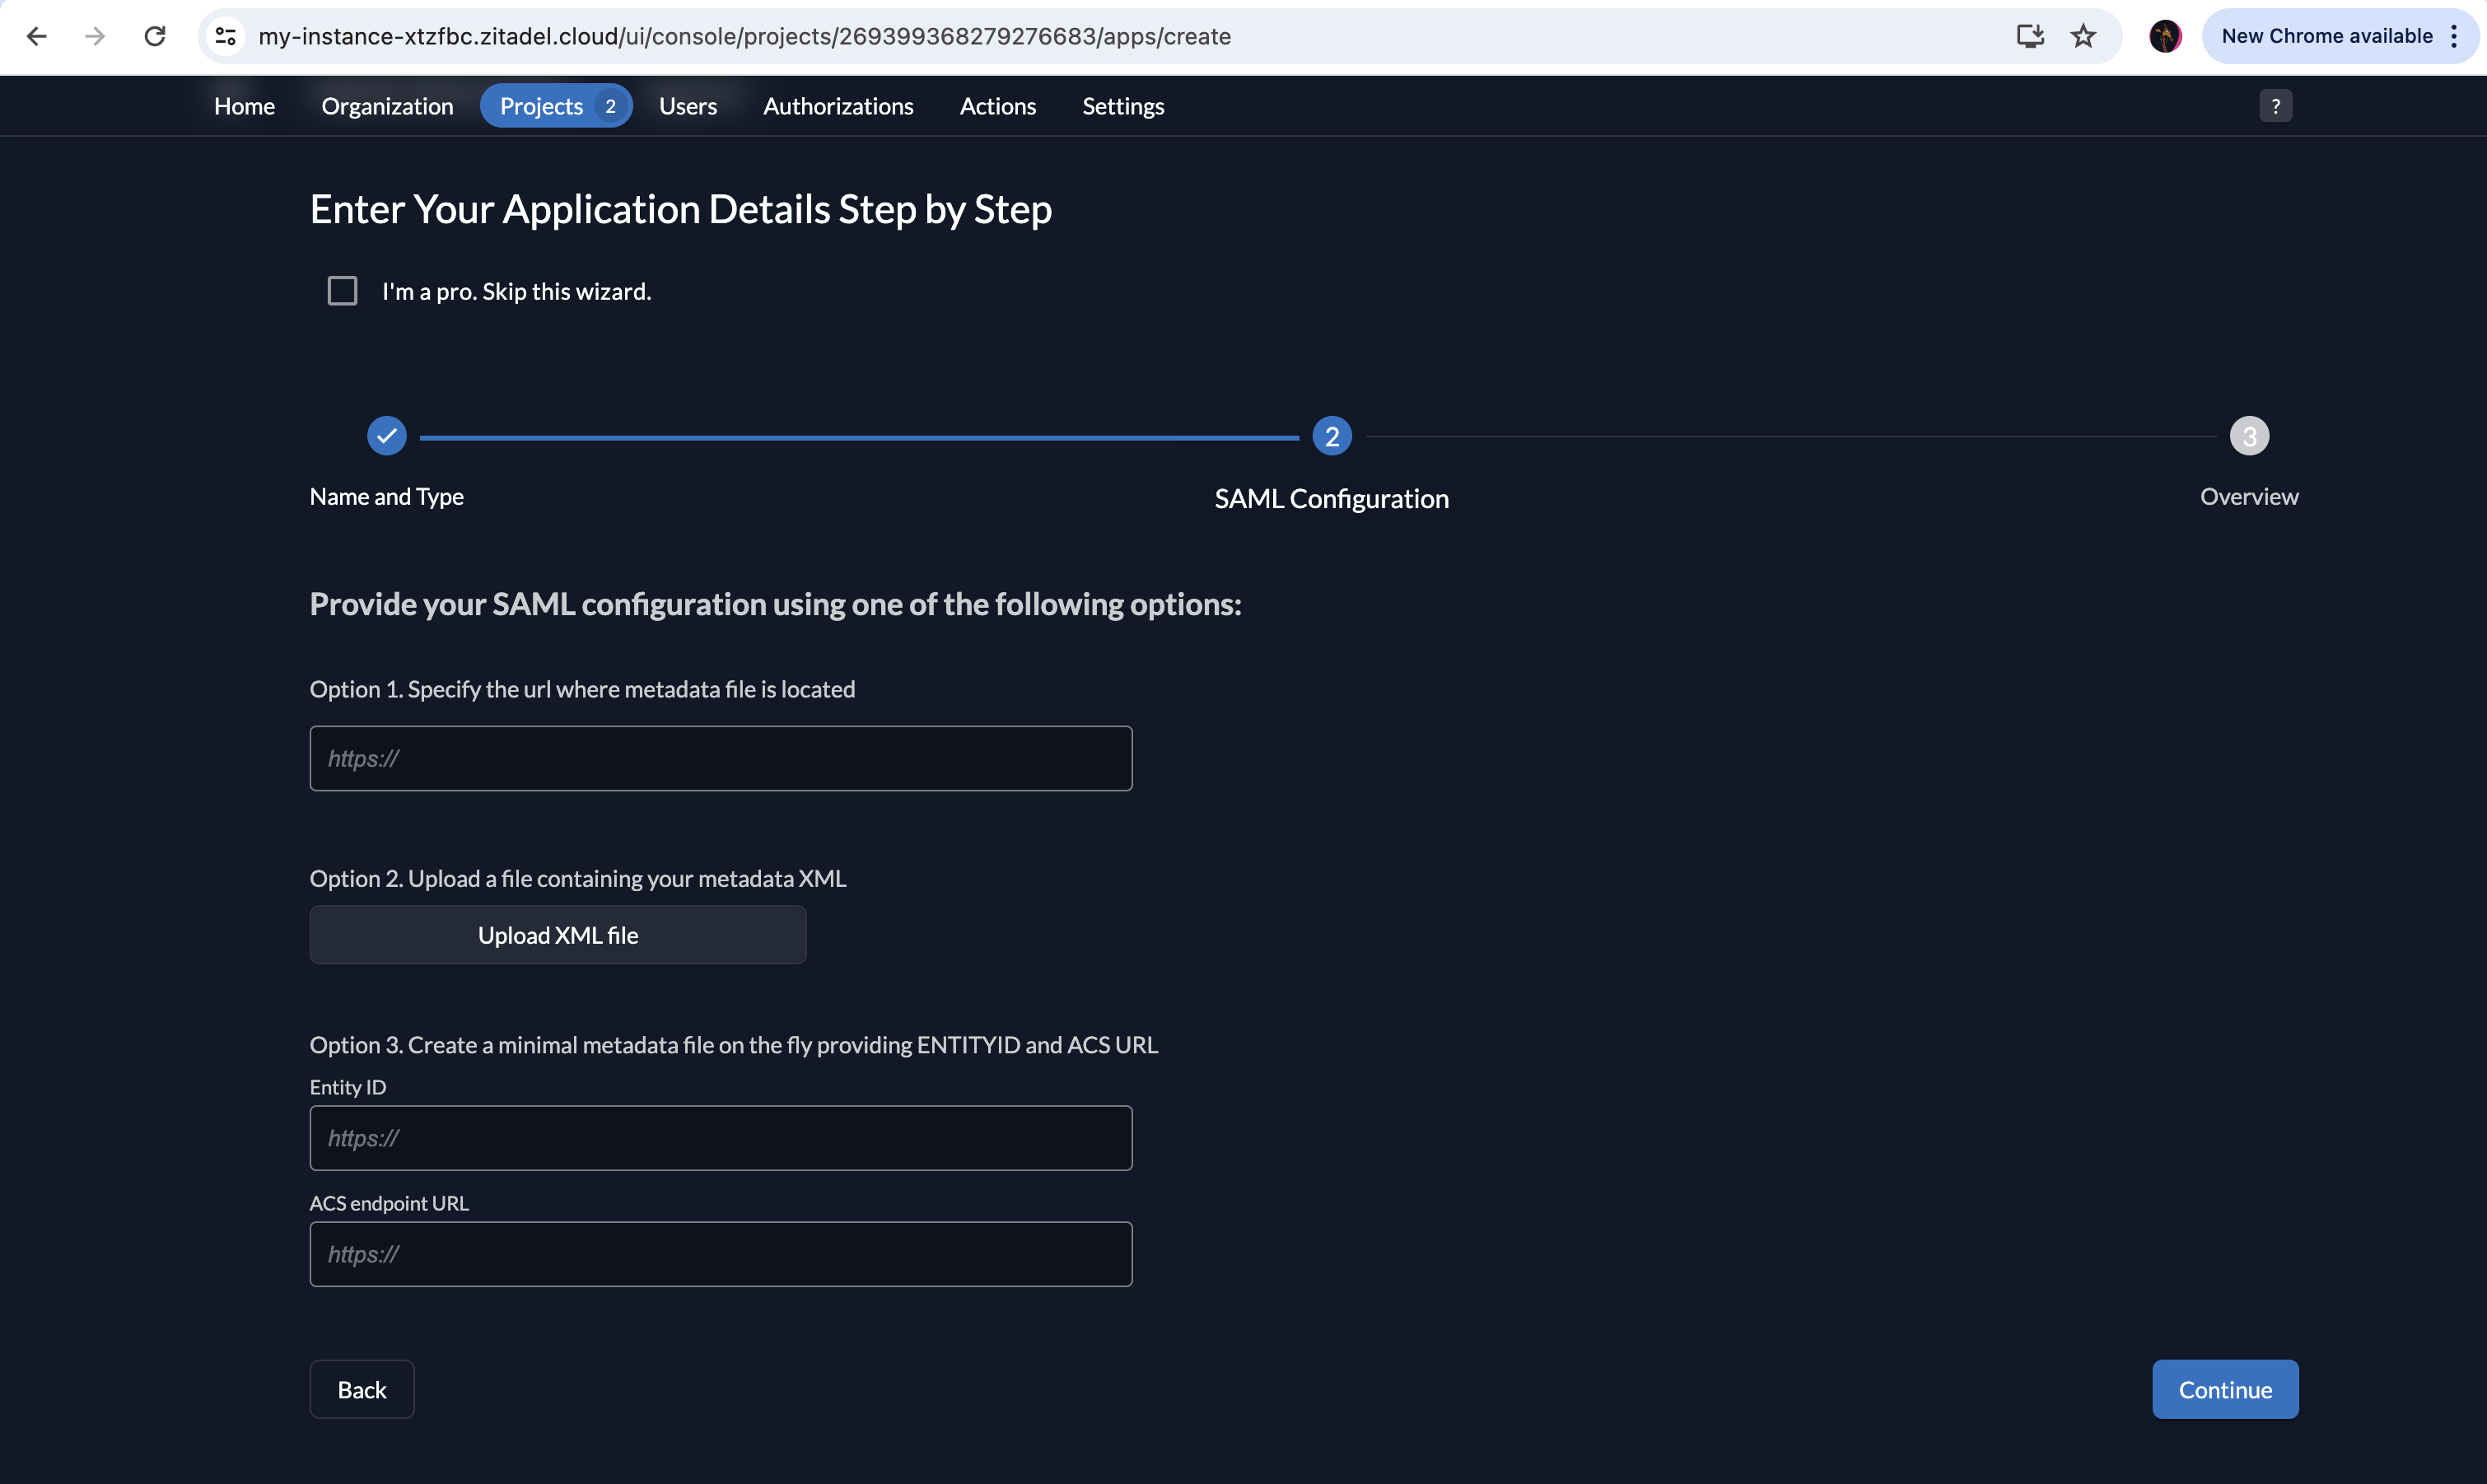 my-instance-xtzfbc.zitadel.cloud/ui/console/projects/269399368279276683/apps/create
New Chrome available
Home Organization Projects 2 Users Authorizations Actions Settings ?
Enter Your Application Details Step by Step
I'm a pro. Skip this wizard.
2 3
Name and Type SAML Configuration Overview
Provide your SAML configuration using one of the following options:
Option 1. Specify the url where metadata file is located
https://
Option 2. Upload a file containing your metadata XML
Upload XML file
Option 3. Create a minimal metadata file on the fly providing ENTITYID and ACS URL
Entity ID
https://
ACS endpoint URL
https://
Back Continue